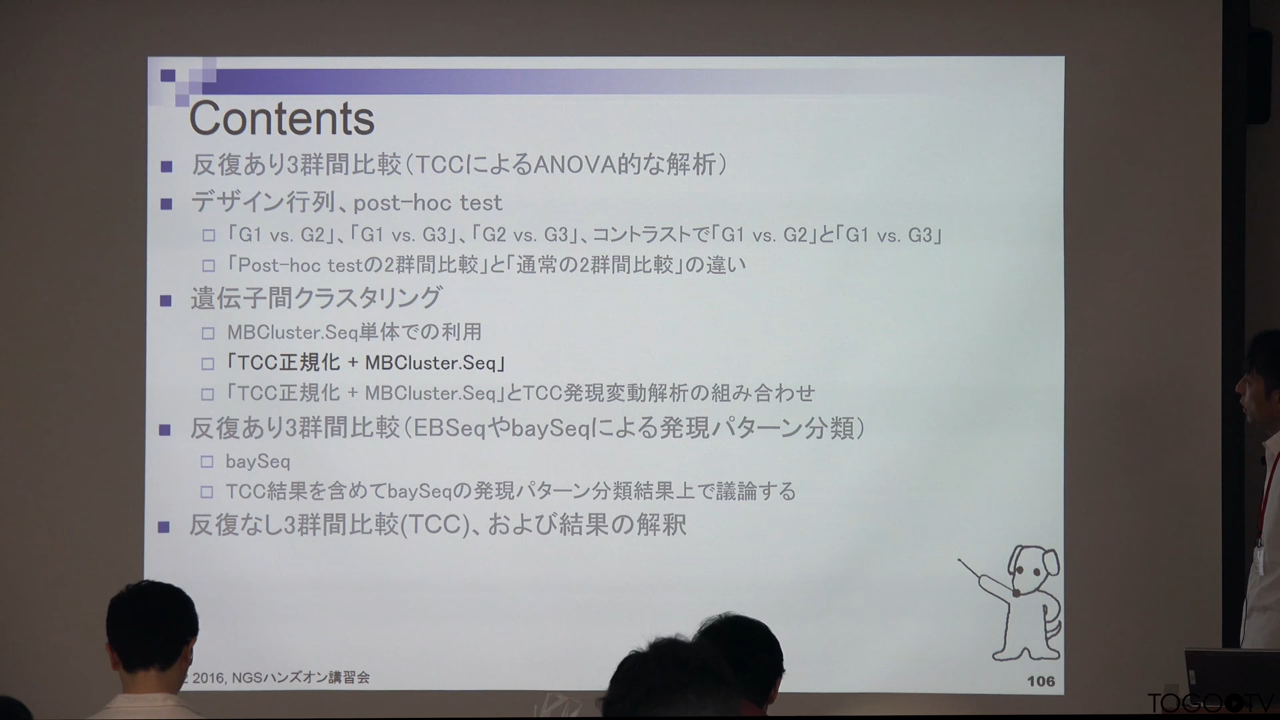 Contents
反復あり3群間比較(TCCによるANOVA的な解析)
デザイン行列、post-hoc test
「G1 vs. G2」、「G1 vs. G3」、「G2 vs. G3」、コントラストで「G1 vs. G2」と「G1 vs. G3」
「Post-hoc testの2群間比較」と「通常の2群間比較」の違い
遺伝子間クラスタリング
MBCluster.Seq単体での利用
「TCC正規化 + MBCluster.Seq」
「TCC正規化 + MBCluster.Seq」とTCC発現変動解析の組み合わせ
反復あり3群間比較(EBSeqやbaySeqによる発現パターン分類)
baySeq
TCC結果を含めてbaySeqの発現パターン分類結果上で議論する
反復なし3群間比較(TCC)、および結果の解釈
2016, NGSハンズオン講習会
106
TOGOTV